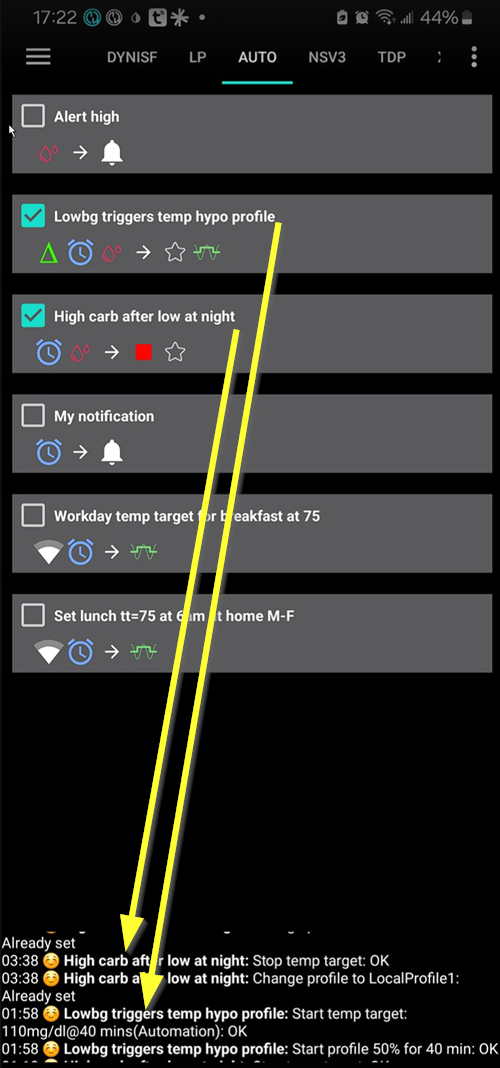 17:22 44%
DYNISF LP AUTO NSV3 TDP
Alert high
Lowbg triggers temp hypo profile
High carb after low at night
My notification
Workday temp target for breakfast at 75
Set lunch tt=75 at 6am at home M-F
Already set
03:38 😊 High carb after low at night: Stop temp target: OK
03:38 😊 High carb after low at night: Change profile to LocalProfile1:
Already set
01:58 😊 Lowbg triggers temp hypo profile: Start temp target:
110mg/dl@40 mins(Automation): OK
01:58 😊 Lowbg triggers temp hypo profile: Start profile 50% for 40 min: OK